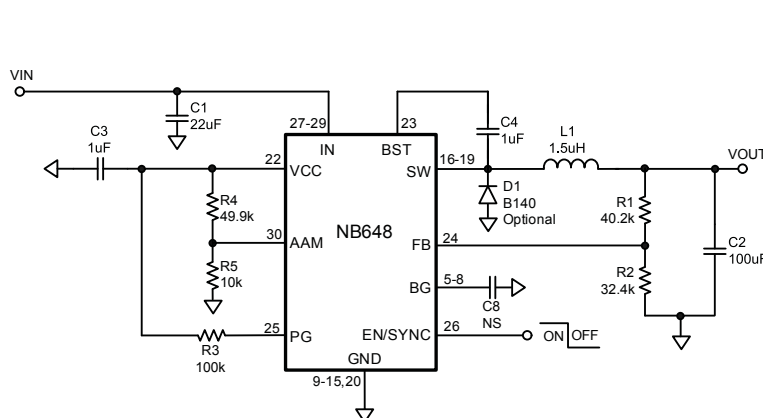 VIN
C1
22uF
27-29
23
C4
1uF
L1
1.5uH
C3
1uF
IN
BST
22
VCC
SW
16-19
VOUT
R4
49.9k
D1
B140
Optional
R1
40.2k
30
AAM
NB648
FB
24
C2
100uF
R5
10k
R2
32.4k
BG
5-8
C8
NS
25
PG
EN/SYNC
26
ON
OFF
R3
100k
GND
9-15,20